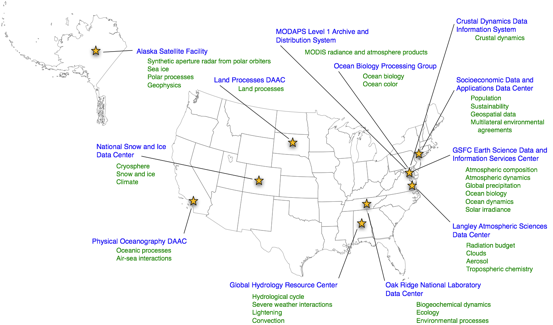 Crustal Dynamics Data
Information System
Crustal dynamics
MODAPS Level 1 Archive and
Distribution System
MODIS radiance and atmosphere products
Alaska Satellite Facility
Synthetic aperture radar from polar orbiters
Sea ice
Polar processes
Geophysics
Ocean Biology Processing Group
Ocean biology
Ocean color
Land Processes DAAC
Land processes
Socioeconomic Data and
Applications Data Center
Population
Sustainability
Geospatial data
Multilateral environmental
agreements
National Snow and Ice
Data Center
Cryosphere
Snow and ice
Climate
GSFC Earth Science Data and
Information Services Center
Atmospheric composition
Atmospheric dynamics
Global precipitation
Ocean biology
Ocean dynamics
Solar irradiance
Langley Atmospheric Sciences
Data Center
Radiation budget
Clouds
Aerosol
Tropospheric chemistry
Physical Oceanography DAAC
Oceanic processes
Air-sea interactions
Global Hydrology Resource Center
Hydrological cycle
Severe weather interactions
Lightening
Convection
Oak Ridge National Laboratory
Data Center
Biogeochemical dynamics
Ecology
Environmental processes